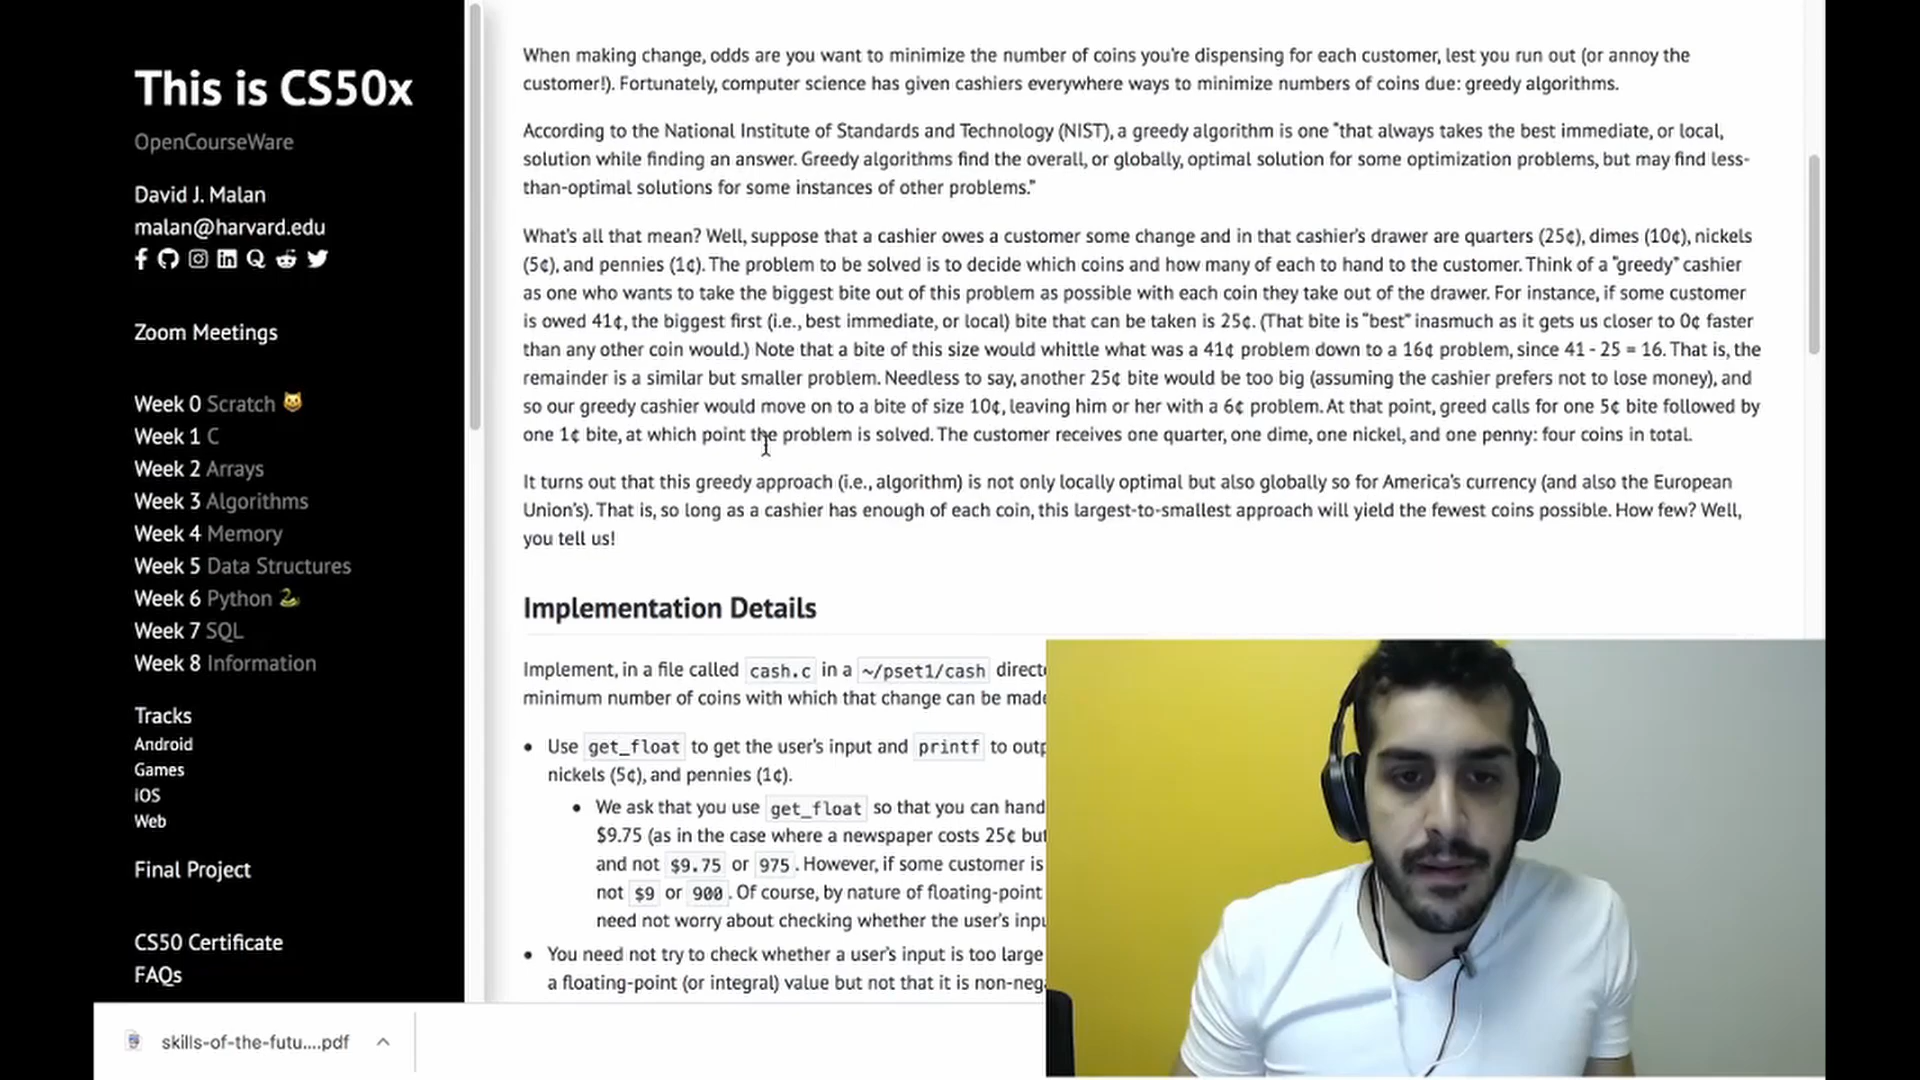 This is CS50x
OpenCourseWare
David J. Malan
malan@harvard.edu
Zoom Meetings
Week 0 Scratch
Week 1 C
Week 2 Arrays
Week 3 Algorithms
Week 4 Memory
Week 5 Data Structures
Week 6 Python
Week 7 SQL
Week 8 Information
Tracks
Android
Games
iOS
Web
Final Project
CS50 Certificate
FAQs
When making change, odds are you want to minimize the number of coins you're dispensing for each customer, lest you run out (or annoy the
customer!). Fortunately, computer science has given cashiers everywhere ways to minimize numbers of coins due: greedy algorithms.
According to the National Institute of Standards and Technology (NIST), a greedy algorithm is one "that always takes the best immediate, or local,
solution while finding an answer. Greedy algorithms find the overall, or globally, optimal solution for some optimization problems, but may find less-
than-optimal solutions for some instances of other problems."
What's all that mean? Well, suppose that a cashier owes a customer some change and in that cashier's drawer are quarters (25¢), dimes (10¢), nickels
(5¢), and pennies (1¢). The problem to be solved is to decide which coins and how many of each to hand to the customer. Think of a "greedy" cashier
as one who wants to take the biggest bite out of this problem as possible with each coin they take out of the drawer. For instance, if some customer
is owed 41¢, the biggest first (i.e., best immediate, or local) bite that can be taken is 25¢. (That bite is "best" inasmuch as it gets us closer to 0¢ faster
than any other coin would.) Note that a bite of this size would whittle what was a 41¢ problem down to a 16¢ problem, since 41 - 25 = 16. That is, the
remainder is a similar but smaller problem. Needless to say, another 25¢ bite would be too big (assuming the cashier prefers not to lose money), and
so our greedy cashier would move on to a bite of size 10¢, leaving him or her with a 6¢ problem. At that point, greed calls for one 5¢ bite followed by
one 1¢ bite, at which point the problem is solved. The customer receives one quarter, one dime, one nickel, and one penny: four coins in total.
It turns out that this greedy approach (i.e., algorithm) is not only locally optimal but also globally so for America's currency (and also the European
Union's). That is, so long as a cashier has enough of each coin, this largest-to-smallest approach will yield the fewest coins possible. How few? Well,
you tell us!
Implementation Details
Implement, in a file called cash.c in a ~/pset1/cash directo
minimum number of coins with which that change can be made
• Use get_float to get the user's input and printf to outp
nickels (5¢), and pennies (1¢).
• We ask that you use get_float so that you can hand
$9.75 (as in the case where a newspaper costs 25¢ but
and not $9.75 or 975. However, if some customer is
not $9 or 900. Of course, by nature of floating-point
need not worry about checking whether the user's inpu
• You need not try to check whether a user's input is too large
a floating-point (or integral) value but not that it is non-neg
skills-of-the-futu....pdf